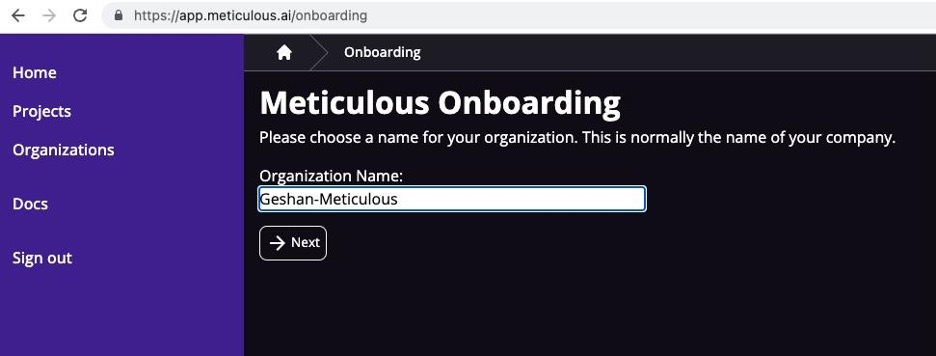 https://app.meticulous.ai/onboarding
Home
Projects
Organizations
Docs
Sign out
Onboarding
Meticulous Onboarding
Please choose a name for your organization. This is normally the name of your company.
Organization Name:
Geshan-Meticulous
Next